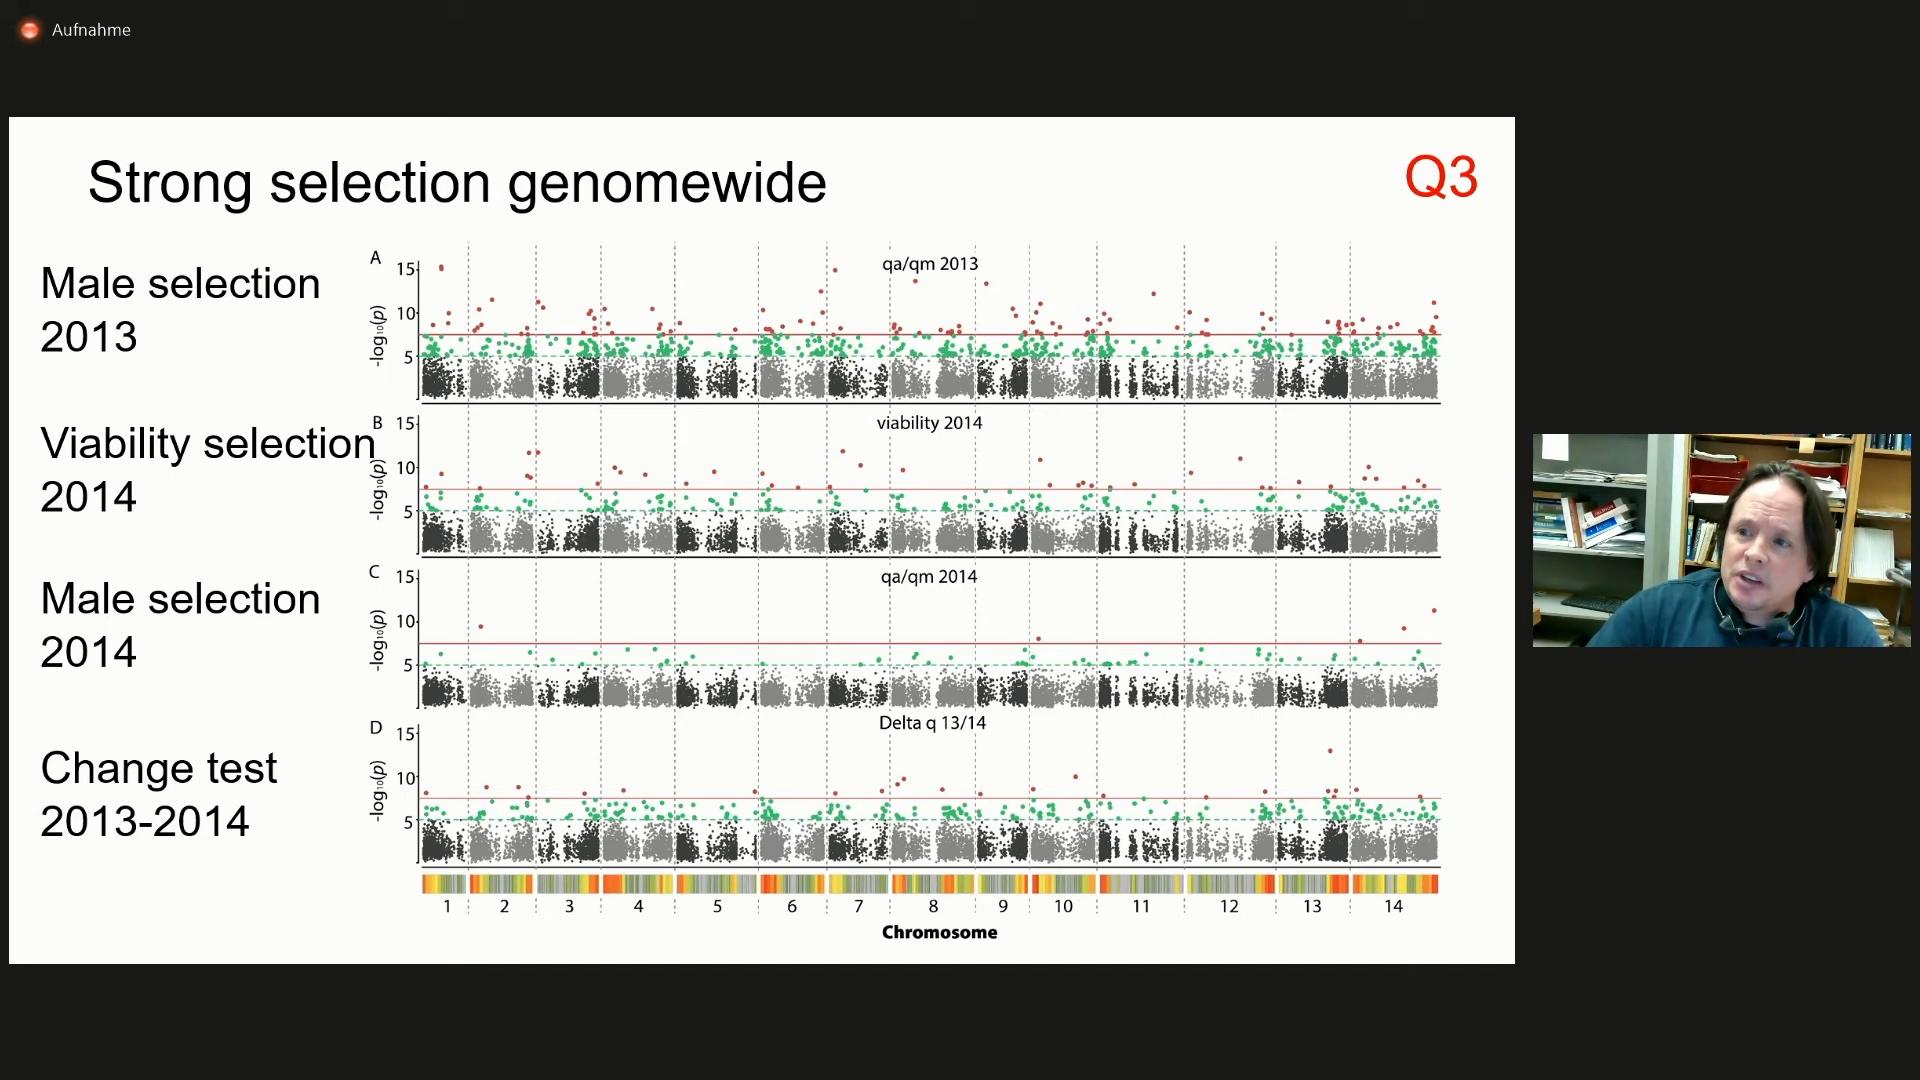 Aufnahme
Strong selection genomewide
Q3
Male selection
2013
A
qa/qm 2013
15
10
5
-log₁₀(p)
Viability selection
2014
B
viability 2014
15
10
5
-log₁₀(p)
Male selection
2014
C
qa/qm 2014
15
10
5
-log₁₀(p)
Change test
2013-2014
D
Delta q 13/14
15
10
5
-log₁₀(p)
1 2 3 4 5 6 7 8 9 10 11 12 13 14
Chromosome